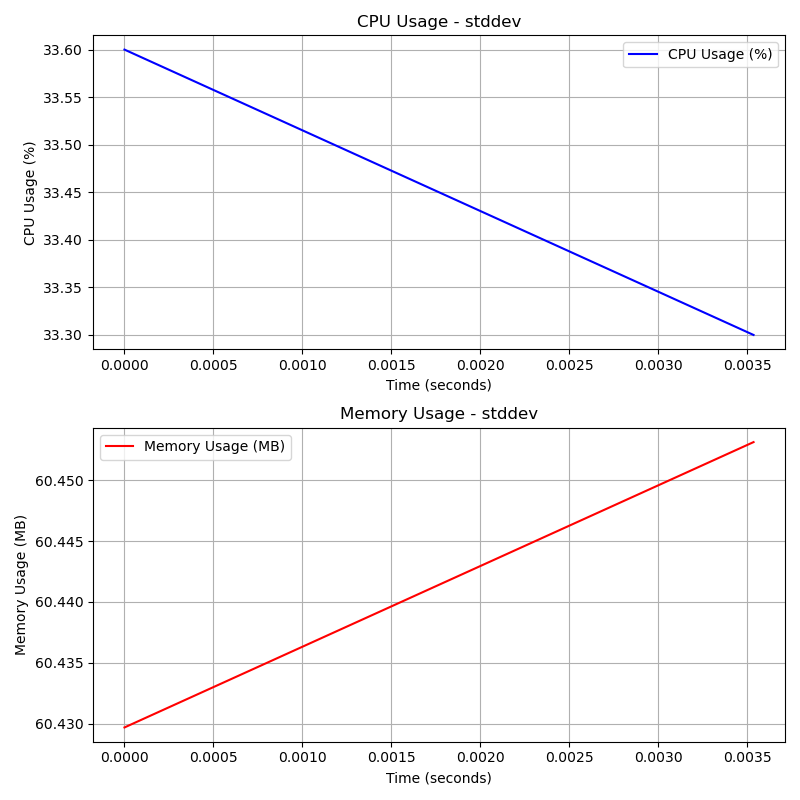 CPU Usage - stddev
CPU Usage (%)
33.60
33.55
33.50
33.45
33.40
33.35
33.30
CPU Usage (%)
0.0000 0.0005 0.0010 0.0015 0.0020 0.0025 0.0030 0.0035
Time (seconds)
Memory Usage - stddev
Memory Usage (MB)
60.450
60.445
60.440
60.435
60.430
Memory Usage (MB)
0.0000 0.0005 0.0010 0.0015 0.0020 0.0025 0.0030 0.0035
Time (seconds)